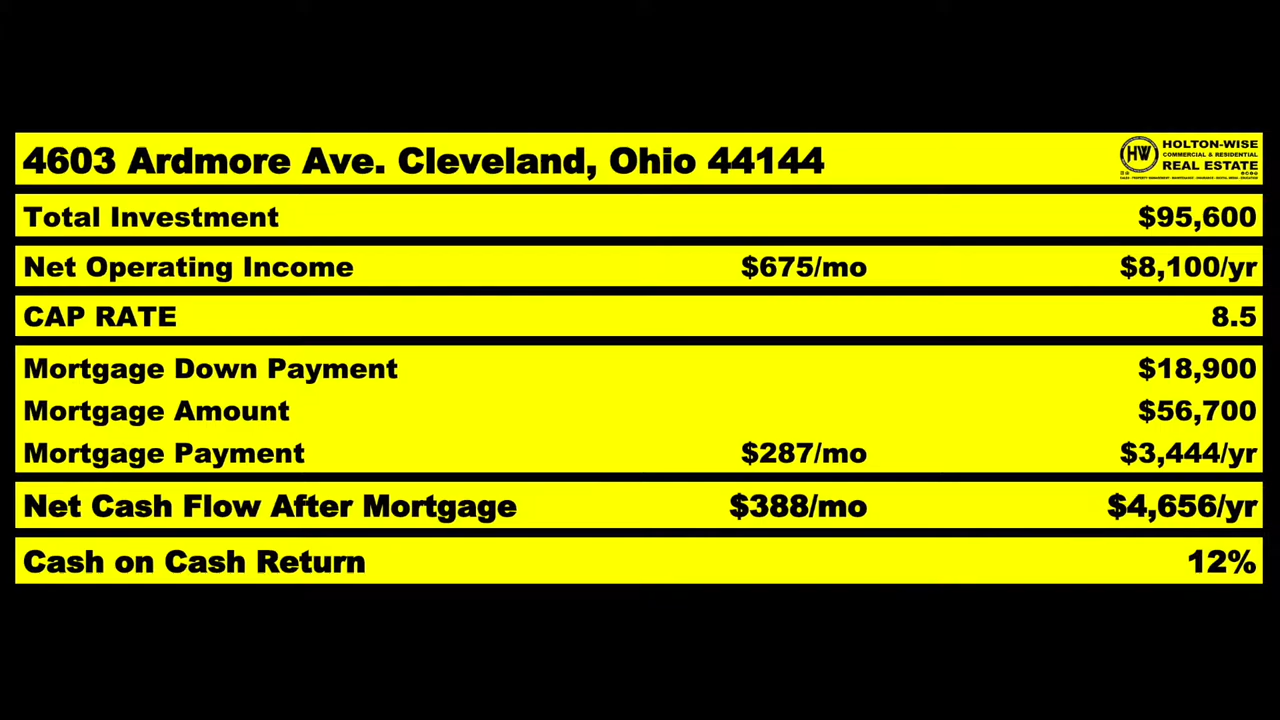 4603 Ardmore Ave. Cleveland, Ohio 44144
HW
HOLTON-WISE
COMMERCIAL & RESIDENTIAL
REAL ESTATE
Total Investment $95,600
Net Operating Income $675/mo $8,100/yr
CAP RATE 8.5
Mortgage Down Payment $18,900
Mortgage Amount $56,700
Mortgage Payment $287/mo $3,444/yr
Net Cash Flow After Mortgage $388/mo $4,656/yr
Cash on Cash Return 12%